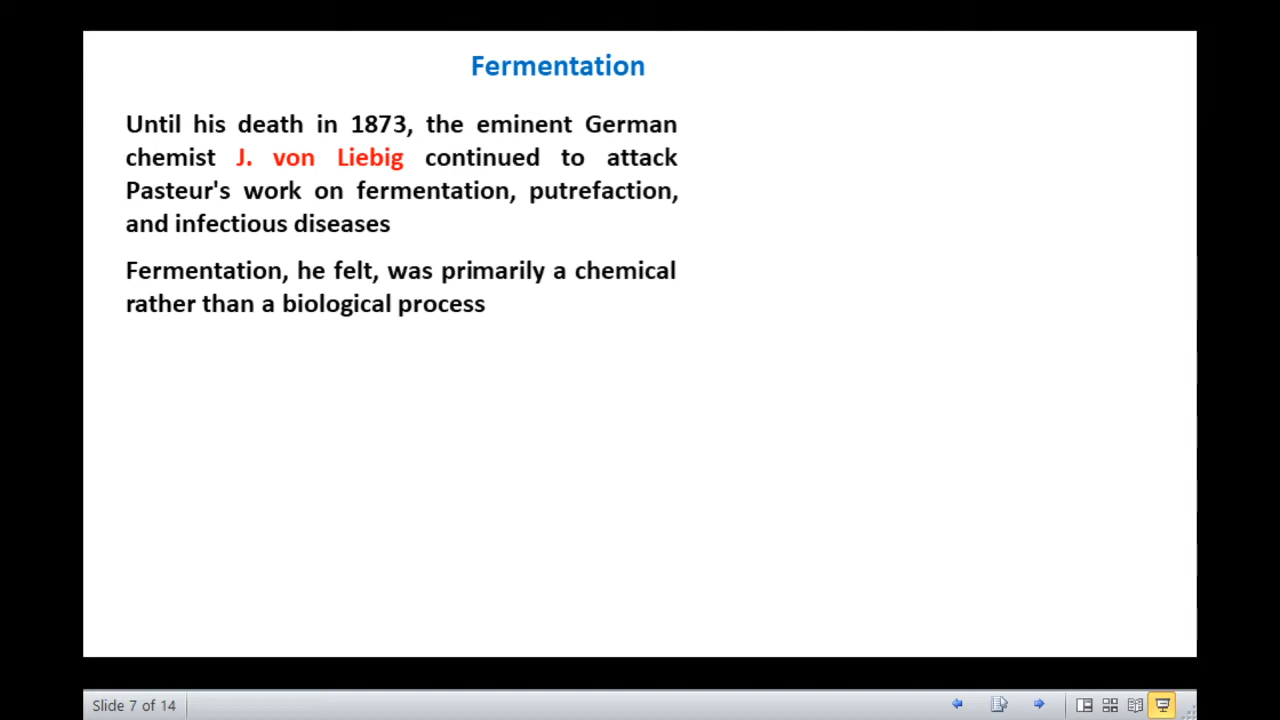 Fermentation
Until his death in 1873, the eminent German
chemist J. von Liebig continued to attack
Pasteur's work on fermentation, putrefaction,
and infectious diseases
Fermentation, he felt, was primarily a chemical
rather than a biological process
Slide 7 of 14